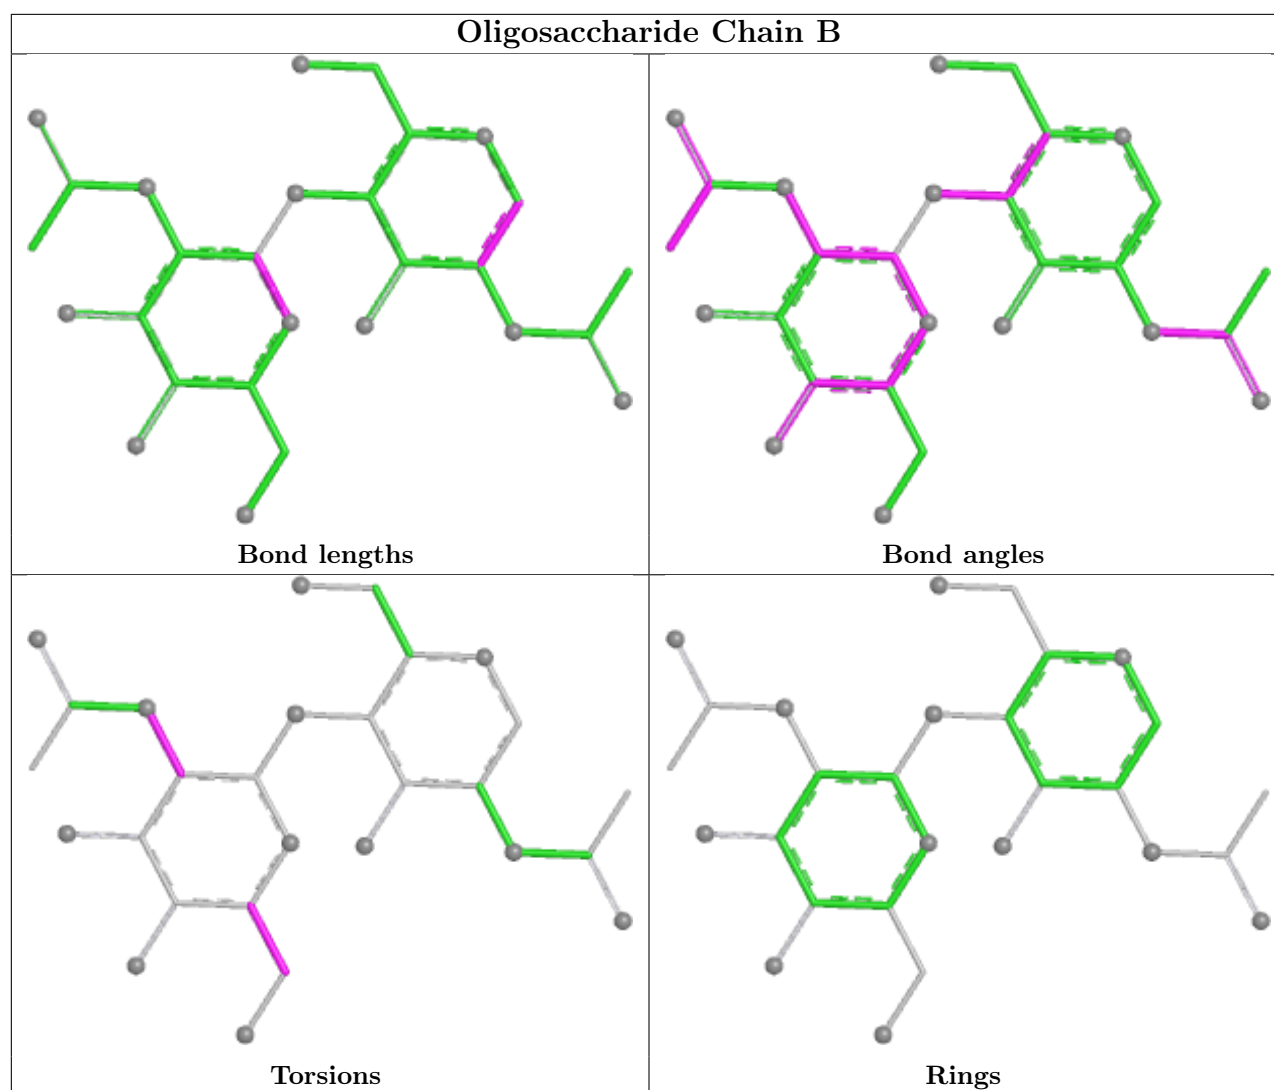 Oligosaccharide Chain B
Bond lengths
Bond angles
Torsions
Rings